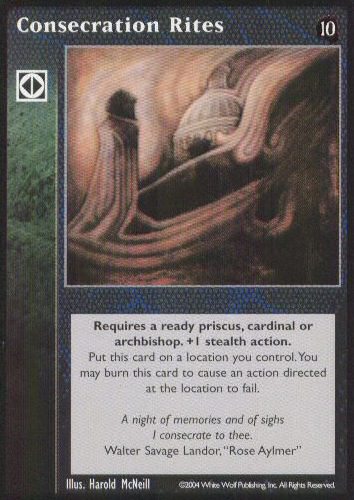 Consecration Rites
10
Requires a ready priscus, cardinal or
archbishop. +1 stealth action.
Put this card on a location you control. You
may burn this card to cause an action directed
at the location to fail.
A night of memories and of sighs
I consecrate to thee.
Walter Savage Landor, "Rose Aylmer"
Illus. Harold McNeill
©2004 White Wolf Publishing, Inc. All Rights Reserved.